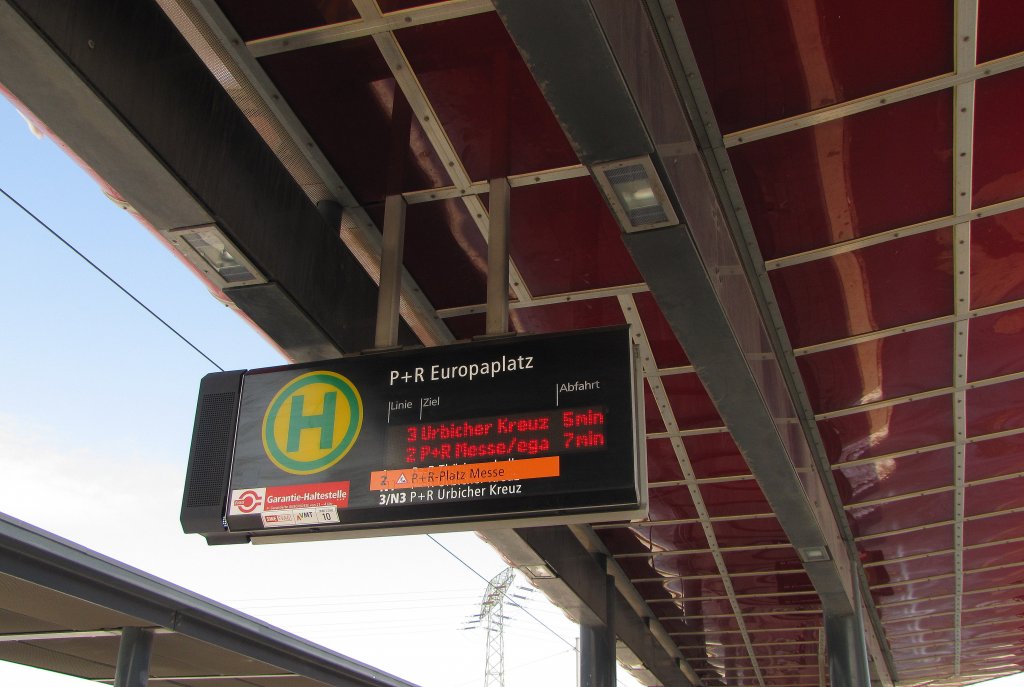 P+R Europaplatz
Linie Ziel Abfahrt
H
3 Urbicher Kreuz 5min
2 P+R Messe/ega 7min
2 P+R-Platz Messe
3/N3 P+R Urbicher Kreuz
Garantie-Haltestelle
VMT
10